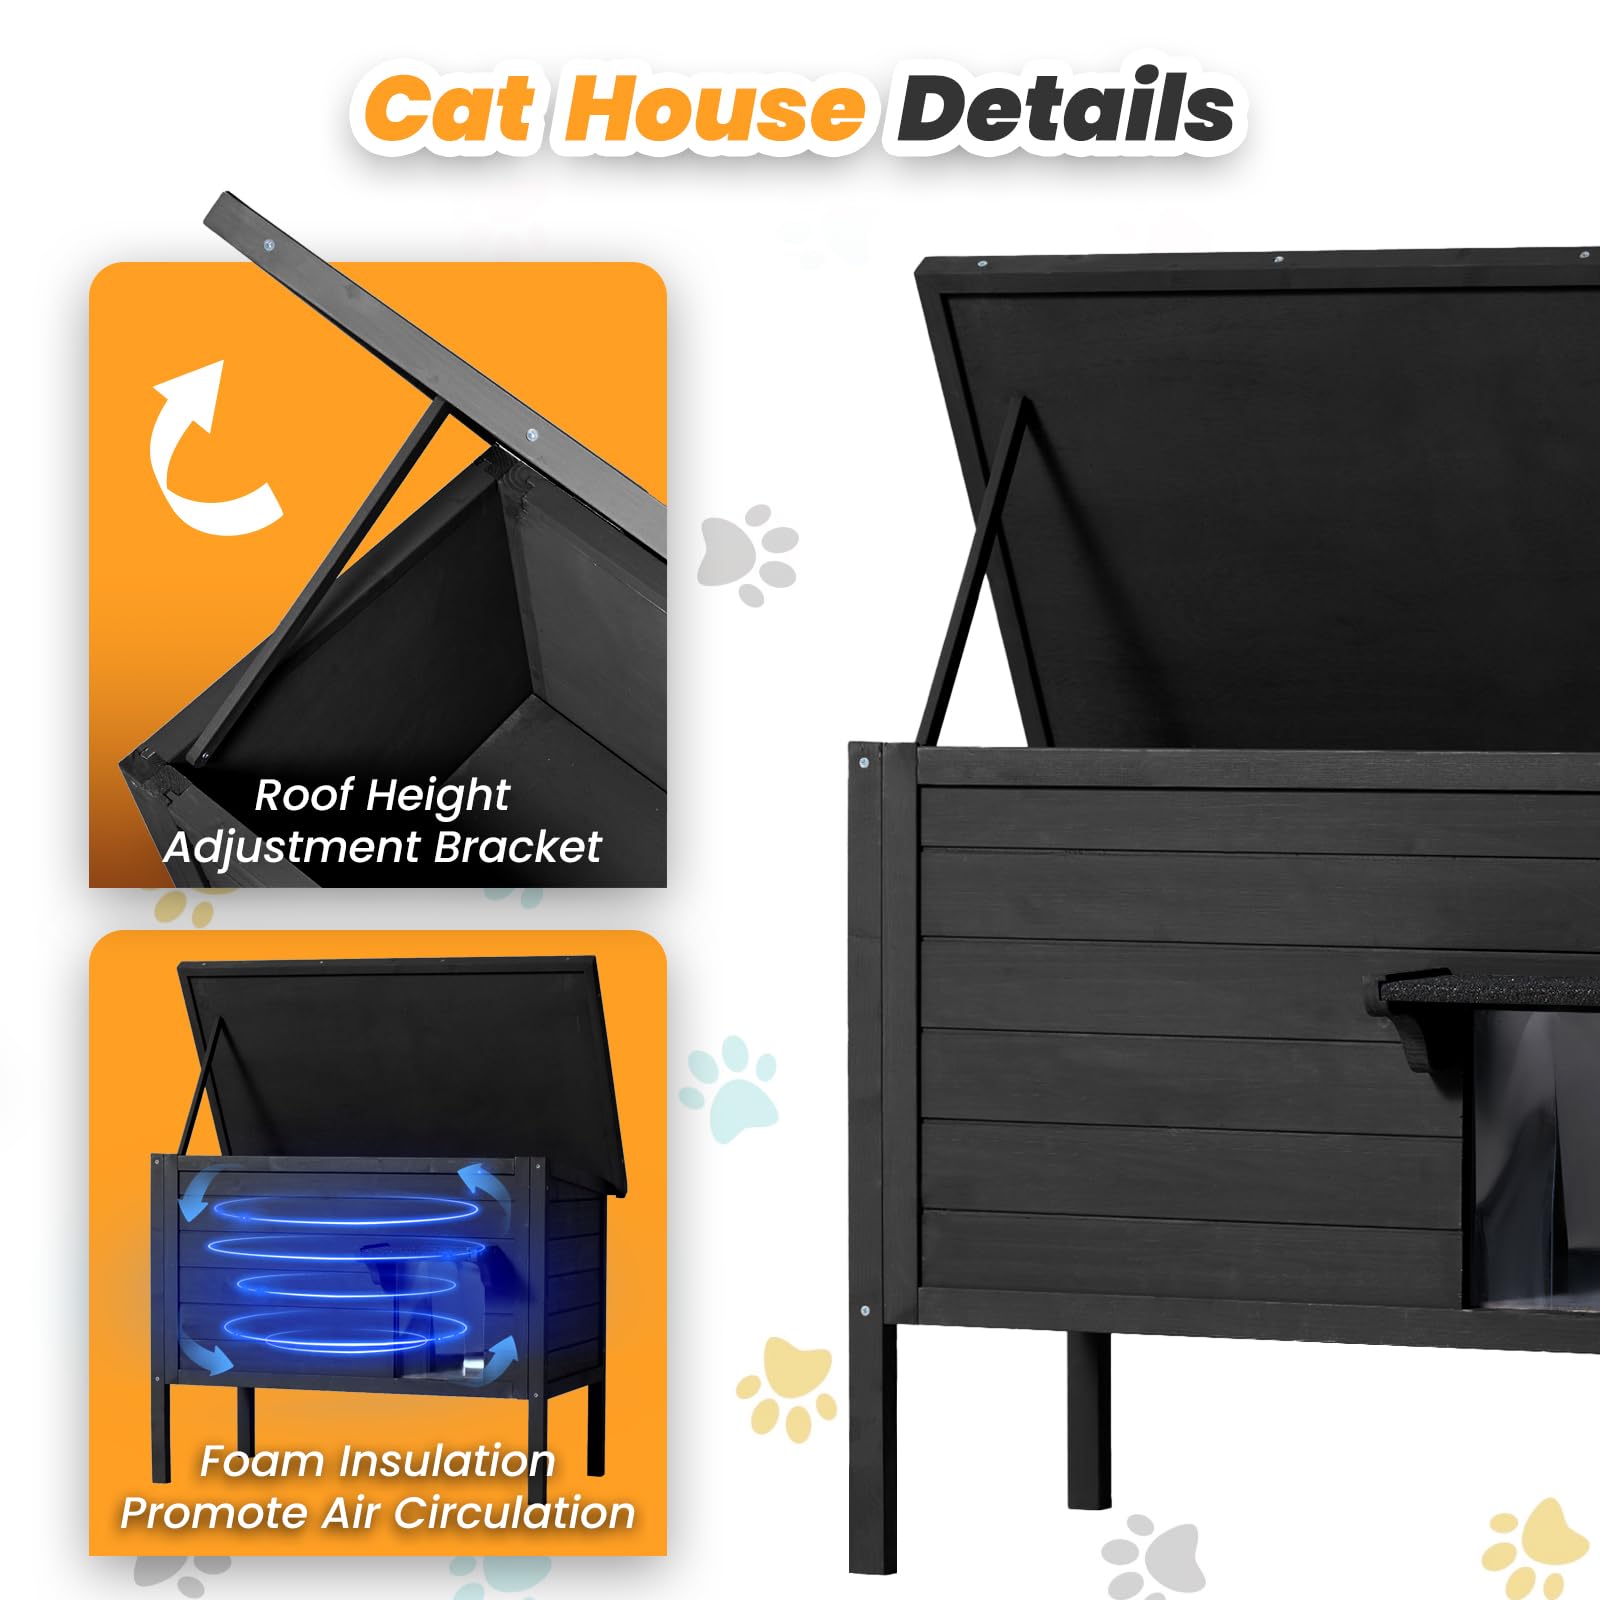 Cat House Details
Roof Height
Adjustment Bracket
Foam Insulation
Promote Air Circulation